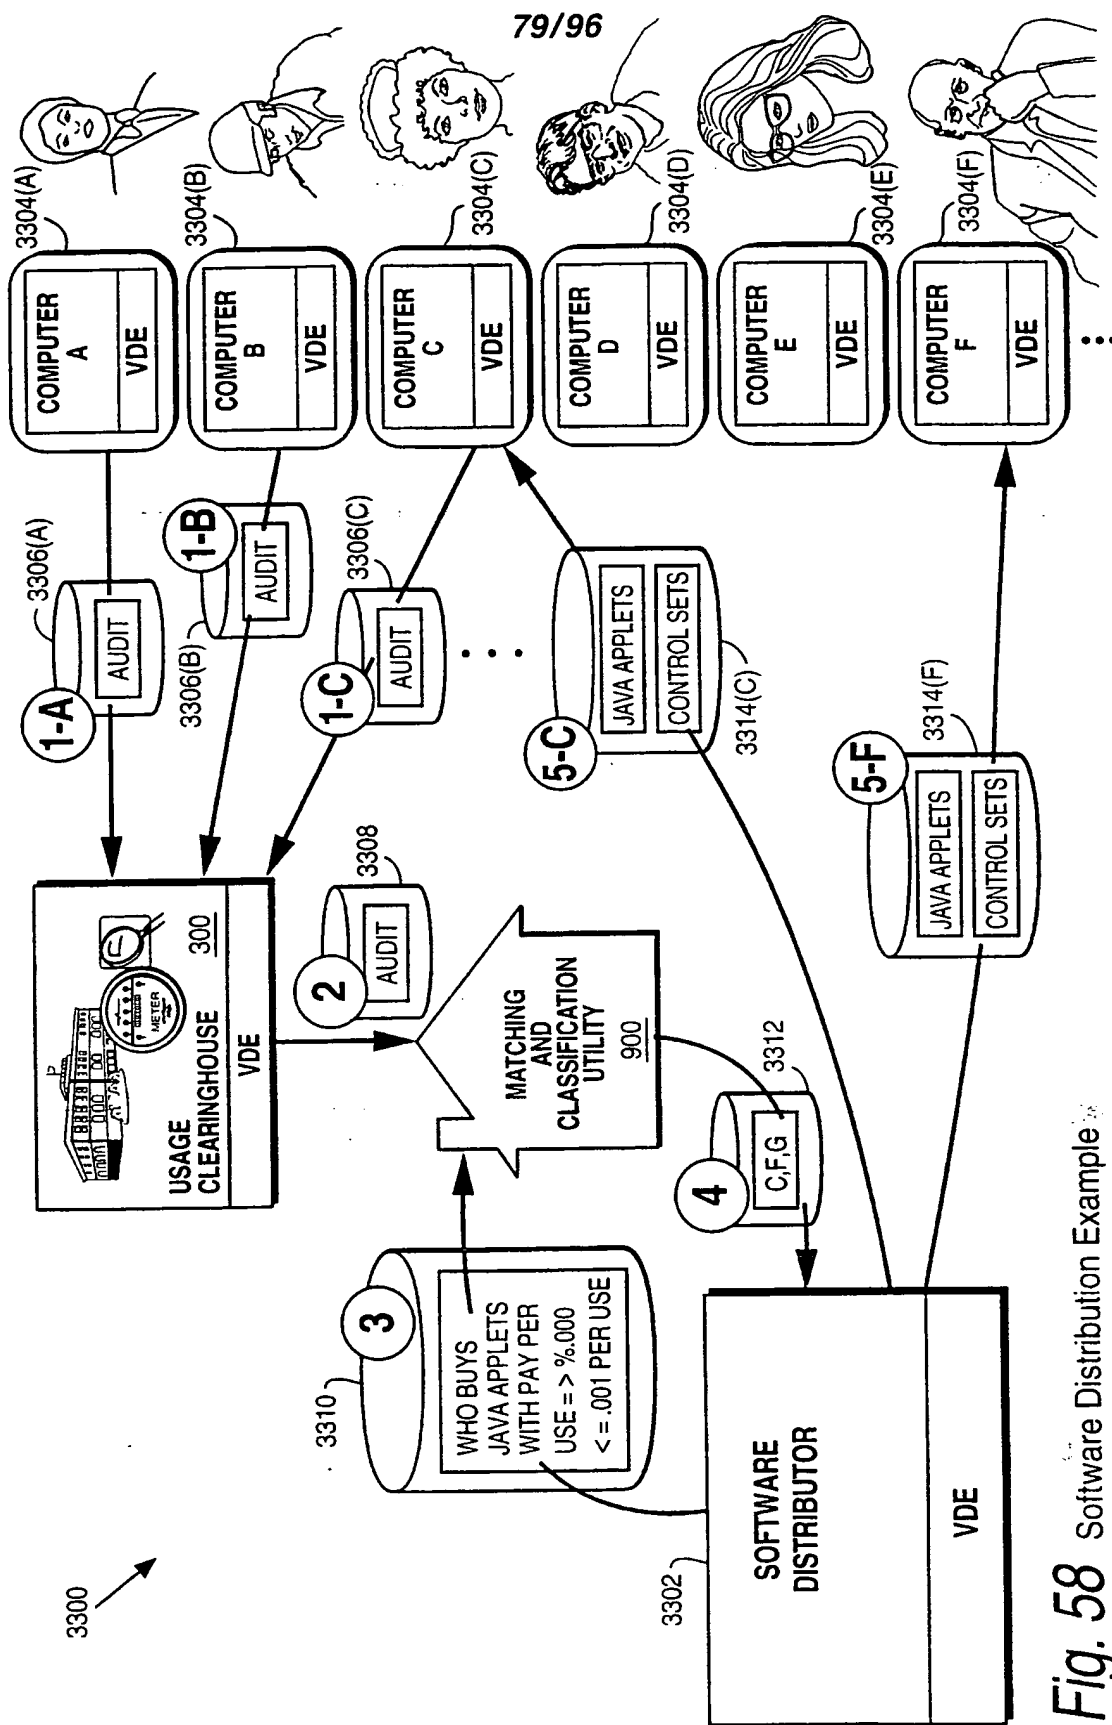 79/96
3300
3310
3
WHO BUYS
JAVA APPLETS
WITH PAY PER
USE = > %.000
< = .001 PER USE
3302
SOFTWARE
DISTRIBUTOR
VDE
USAGE
CLEARINGHOUSE
300
METER
VDE
2
AUDIT
3308
MATCHING
AND
CLASSIFICATION
UTILITY
900
4
C,F,G
3312
1-A
AUDIT
3306(A)
1-B
AUDIT
3306(B)
1-C
AUDIT
3306(C)
5-C
JAVA APPLETS
CONTROL SETS
3314(C)
5-F
JAVA APPLETS
CONTROL SETS
3314(F)
COMPUTER
A
VDE
3304(A)
COMPUTER
B
VDE
3304(B)
COMPUTER
C
VDE
3304(C)
COMPUTER
D
VDE
3304(D)
COMPUTER
E
VDE
3304(E)
COMPUTER
F
VDE
3304(F)
Fig. 58 Software Distribution Example